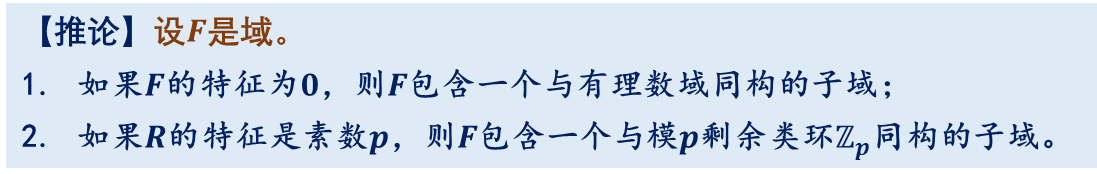 【推论】设F是域。
1. 如果F的特征为0，则F包含一个与有理数域同构的子域；
2. 如果R的特征是素数p，则F包含一个与模p剩余类环ℤₚ同构的子域。